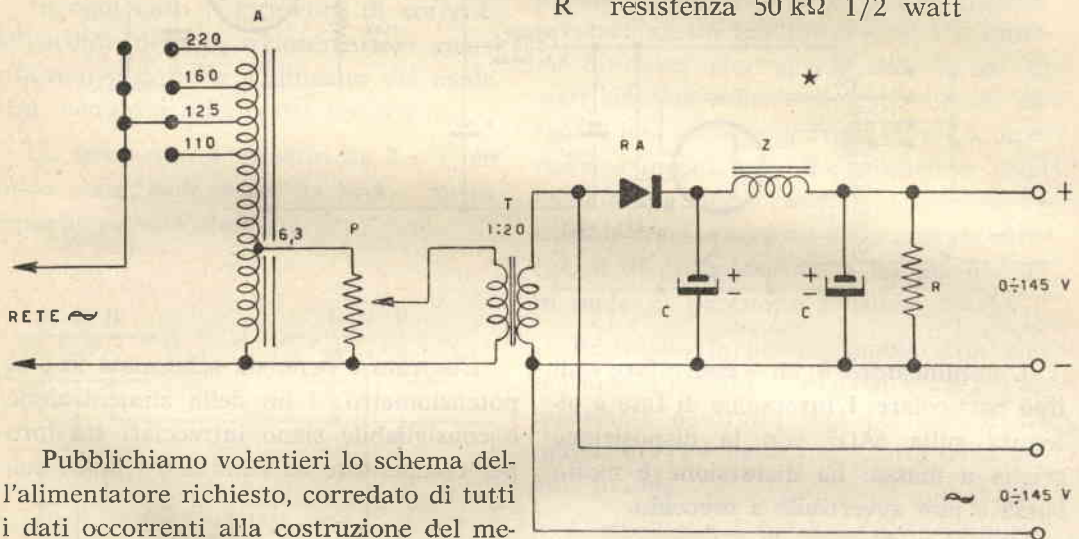 R resistenza 50 kΩ 1/2 watt
A
220
160
125
110
6,3
P
T
1:20
RA
Z
★
+
+
−
C
+
−
C
R
0÷145 V
−
RETE ~
~ 0÷145 V
Pubblichiamo volentieri lo schema del-
l'alimentatore richiesto, corredato di tutti
i dati occorrenti alla costruzione del me-